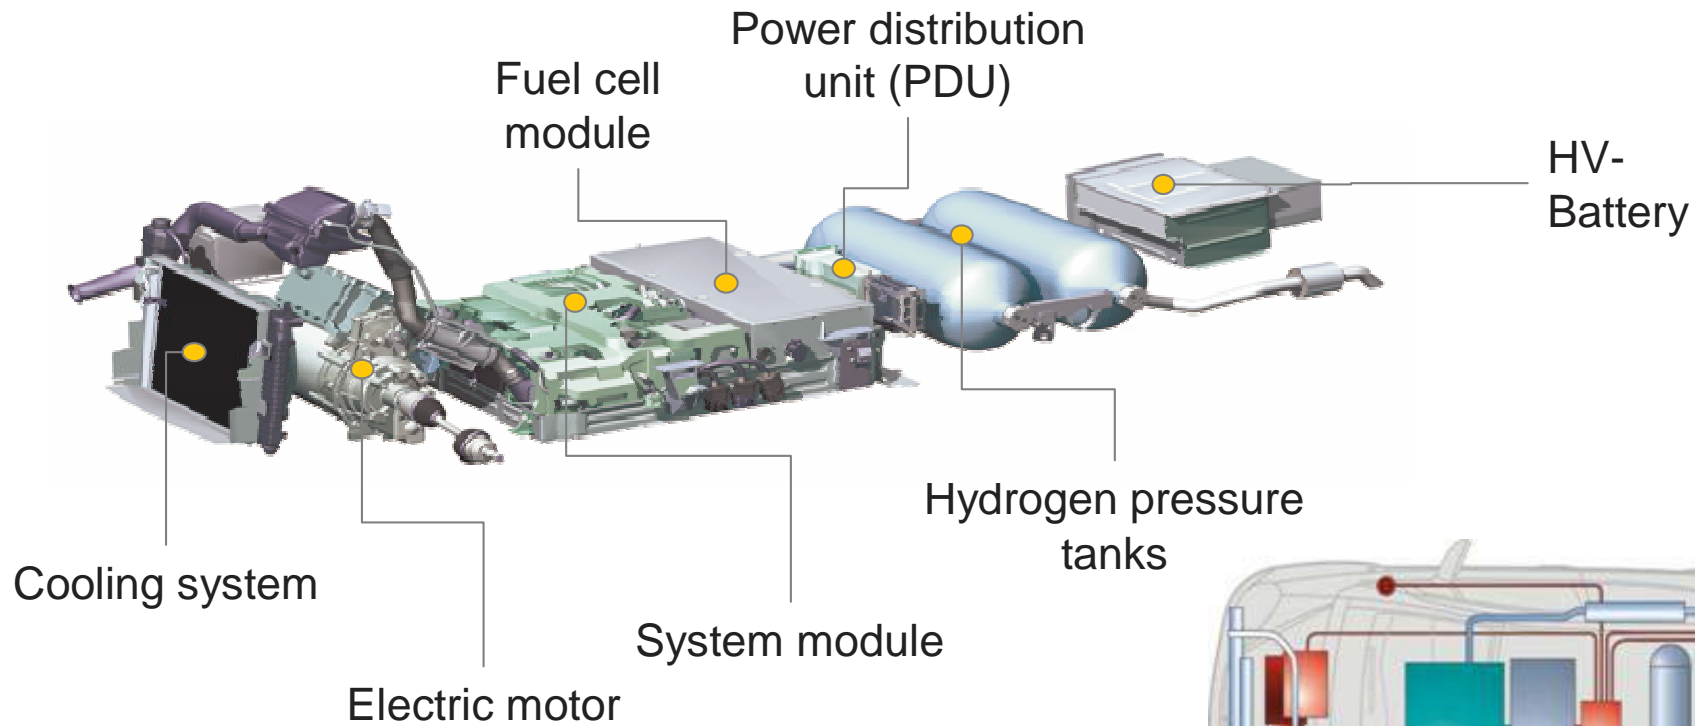 Power distribution
unit (PDU)
Fuel cell
module
HV-
Battery
Hydrogen pressure
tanks
Cooling system
System module
Electric motor